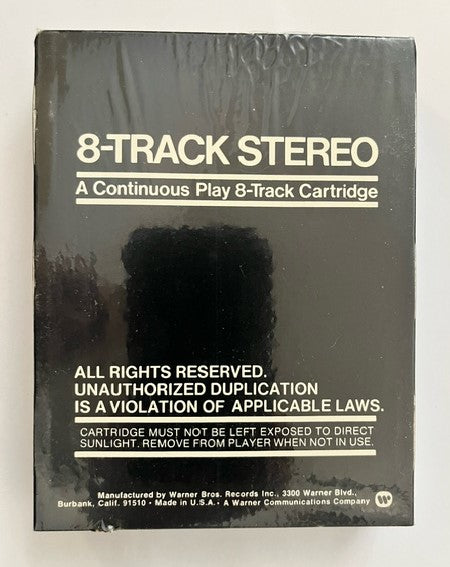 8-TRACK STEREO
A Continuous Play 8-Track Cartridge
ALL RIGHTS RESERVED.
UNAUTHORIZED DUPLICATION
IS A VIOLATION OF APPLICABLE LAWS.
CARTRIDGE MUST NOT BE LEFT EXPOSED TO DIRECT
SUNLIGHT. REMOVE FROM PLAYER WHEN NOT IN USE.
Manufactured by Warner Bros. Records Inc., 3300 Warner Blvd.,
Burbank, Calif. 91510 • Made in U.S.A. • A Warner Communications Company